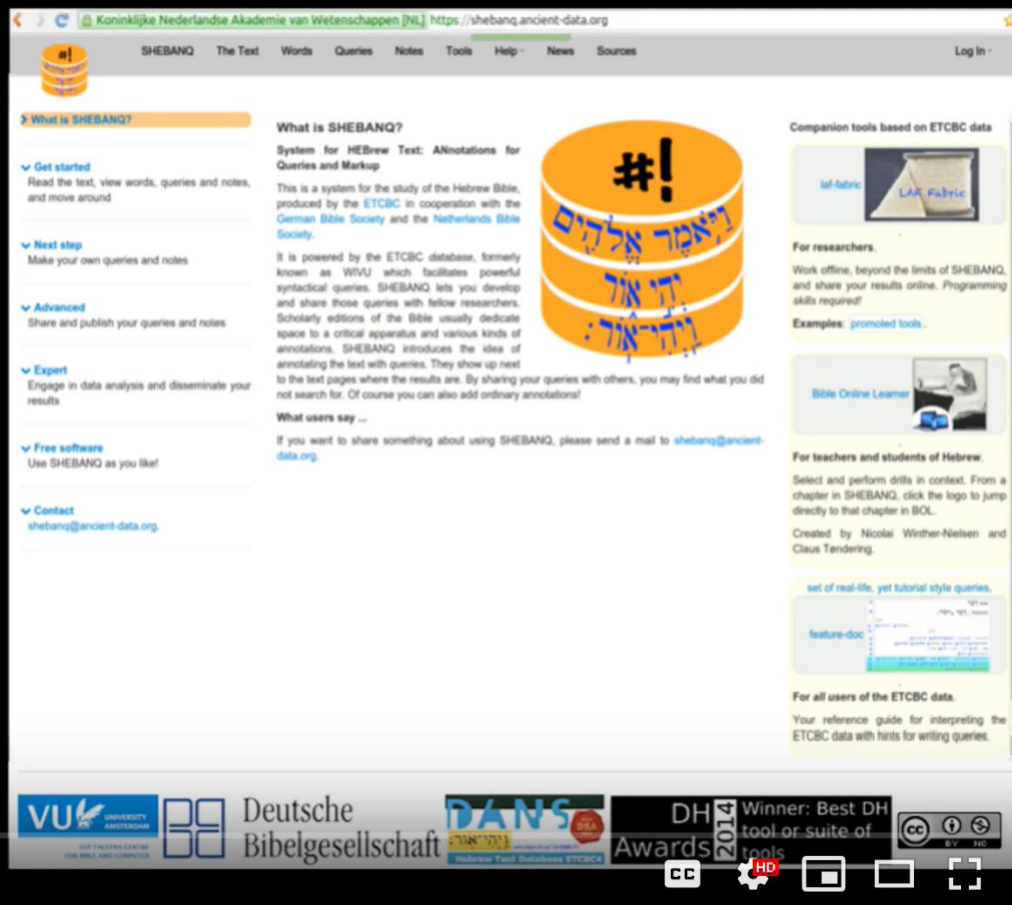 Koninklijke Nederlandse Akademie van Wetenschappen [NL] https://shebanq.ancient-data.org
#!
SHEBANQ The Text Words Queries Notes Tools Help News Sources Log In
What is SHEBANQ?
Get started
Read the text, view words, queries and notes,
and move around
Next step
Make your own queries and notes
Advanced
Share and publish your queries and notes
Expert
Engage in data analysis and disseminate your
results
Free software
Use SHEBANQ as you like!
Contact
shebanq@ancient-data.org.
What is SHEBANQ?
System for HEBrew Text: ANnotations for
Queries and Markup
This is a system for the study of the Hebrew Bible,
produced by the ETCBC in cooperation with the
German Bible Society and the Netherlands Bible
Society.
It is powered by the ETCBC database, formerly
known as WIVU which facilitates powerful
syntactical queries. SHEBANQ lets you develop
and share those queries with fellow researchers.
Scholarly editions of the Bible usually dedicate
space to a critical apparatus and various kinds of
annotations. SHEBANQ introduces the idea of
annotating the text with queries. They show up next
to the text pages where the results are. By sharing your queries with others, you may find what you did
not search for. Of course you can also add ordinary annotations!
What users say ...
If you want to share something about using SHEBANQ, please send a mail to shebanq@ancient-
data.org.
#!
וַיֹּאמֶר אֱלֹהִים
יְהִי אוֹר
וַיְהִי־אוֹר׃
Companion tools based on ETCBC data
laf-fabric
LAF Fabric
For researchers.
Work offline, beyond the limits of SHEBANQ,
and share your results online. Programming
skills required!
Examples: promoted tools.
Bible Online Learner
For teachers and students of Hebrew.
Select and perform drills in context. From a
chapter in SHEBANQ, click the logo to jump
directly to that chapter in BOL.
Created by Nicolai Winther-Nielsen and
Claus Tøndering.
set of real-life, yet tutorial style queries.
feature-doc
For all users of the ETCBC data.
Your reference guide for interpreting the
ETCBC data with hints for writing queries.
VU UNIVERSITY
AMSTERDAM
EEP TALSTRA CENTRE
FOR BIBLE AND COMPUTER
Deutsche
Bibelgesellschaft
DANS
DSA
וַיְהִי־אוֹר׃
Hebrew Text Database ETCBC4
DH
Awards
2014
Winner: Best DH
tool or suite of
tools
cc
BY NC
CC
HD